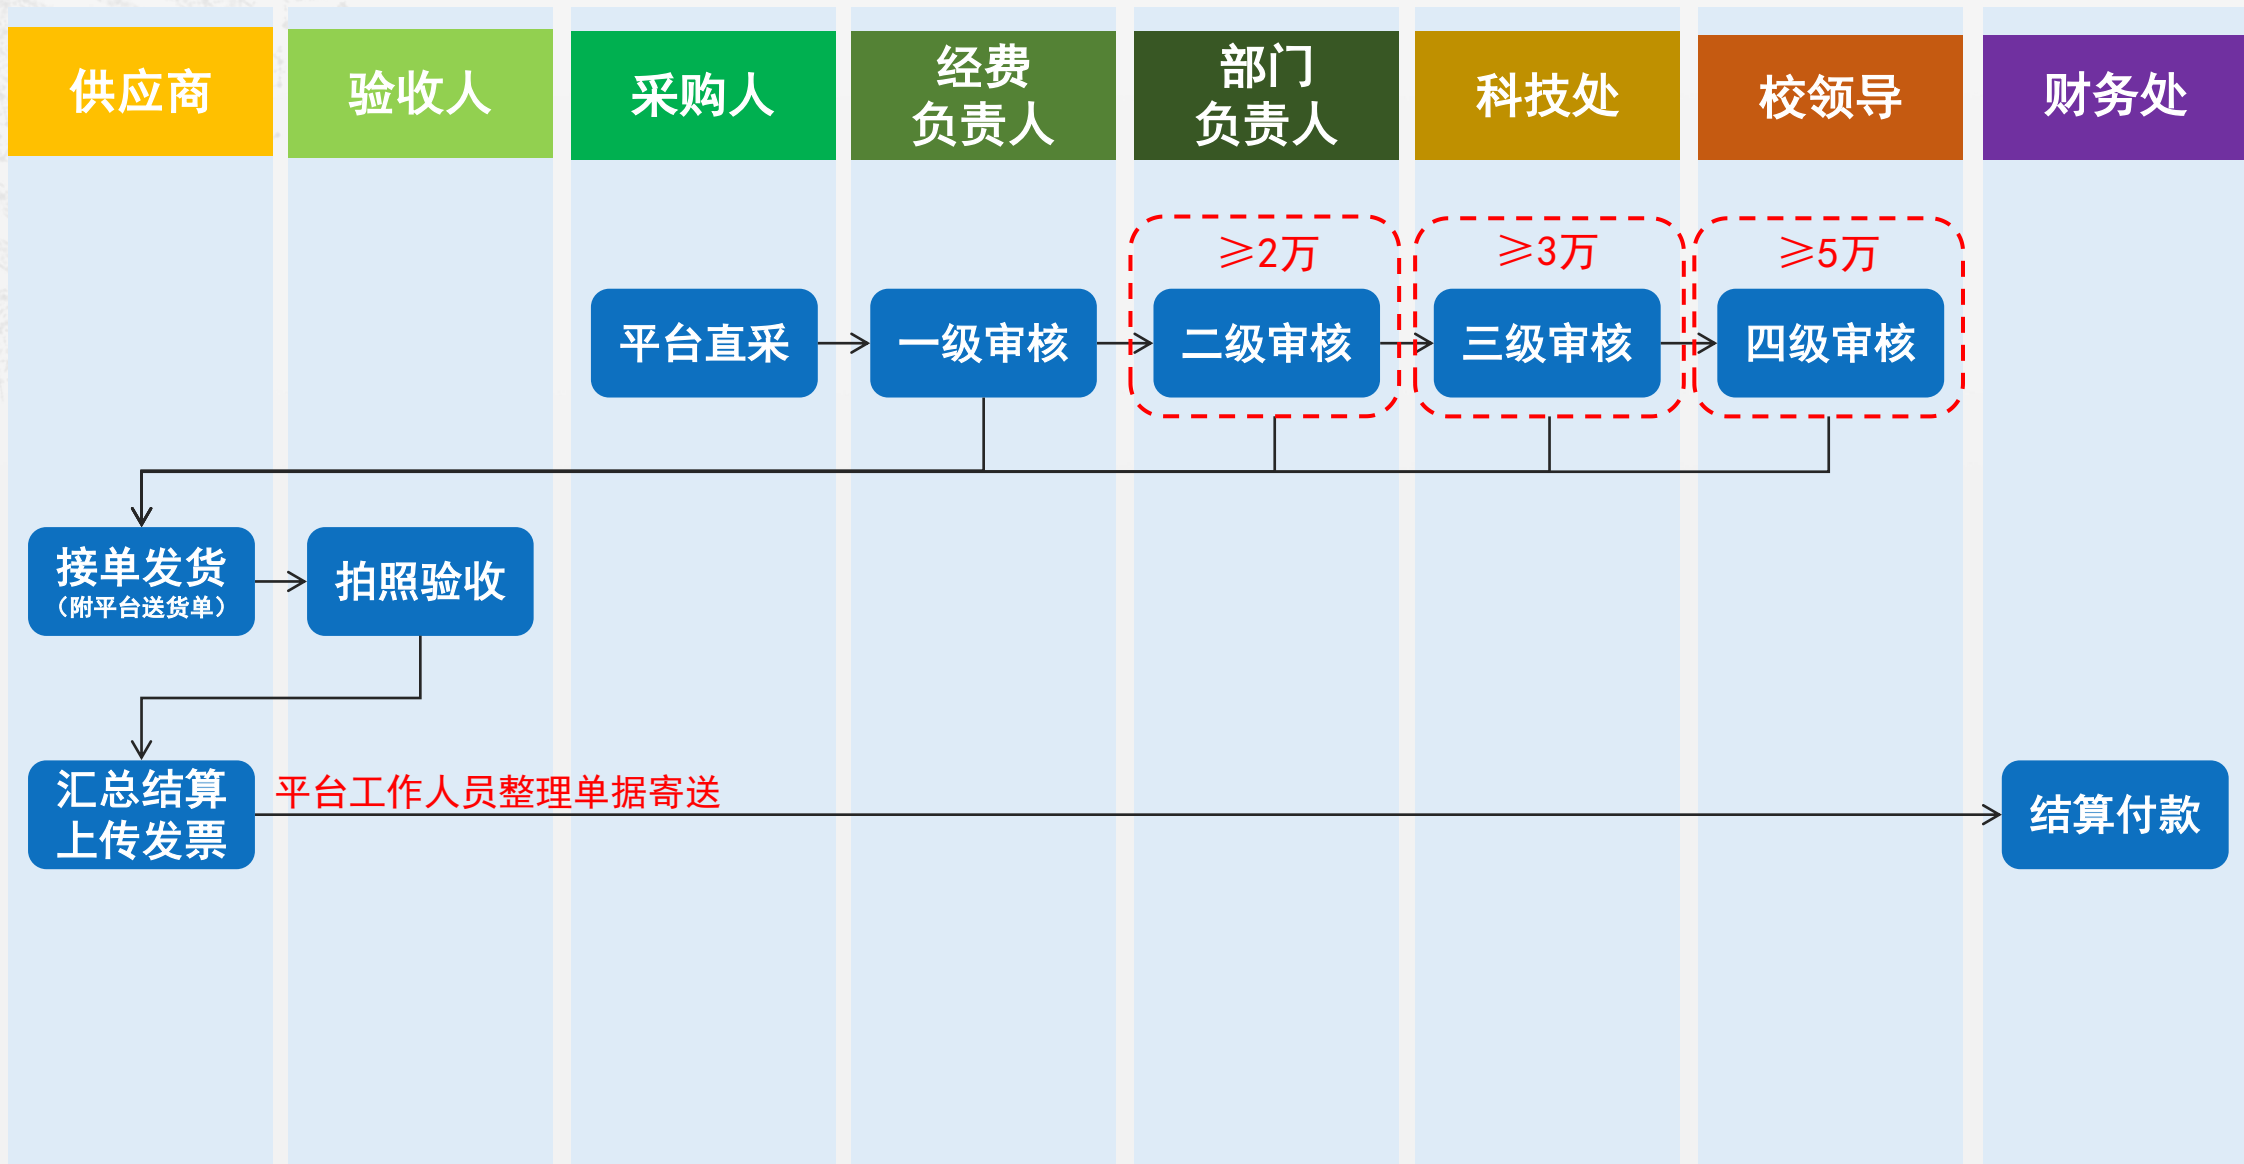 供应商
验收人
采购人
经费
负责人
部门
负责人
科技处
校领导
财务处
≥2万
≥3万
≥5万
平台直采
一级审核
二级审核
三级审核
四级审核
接单发货
（附平台送货单）
拍照验收
汇总结算
上传发票
平台工作人员整理单据寄送
结算付款